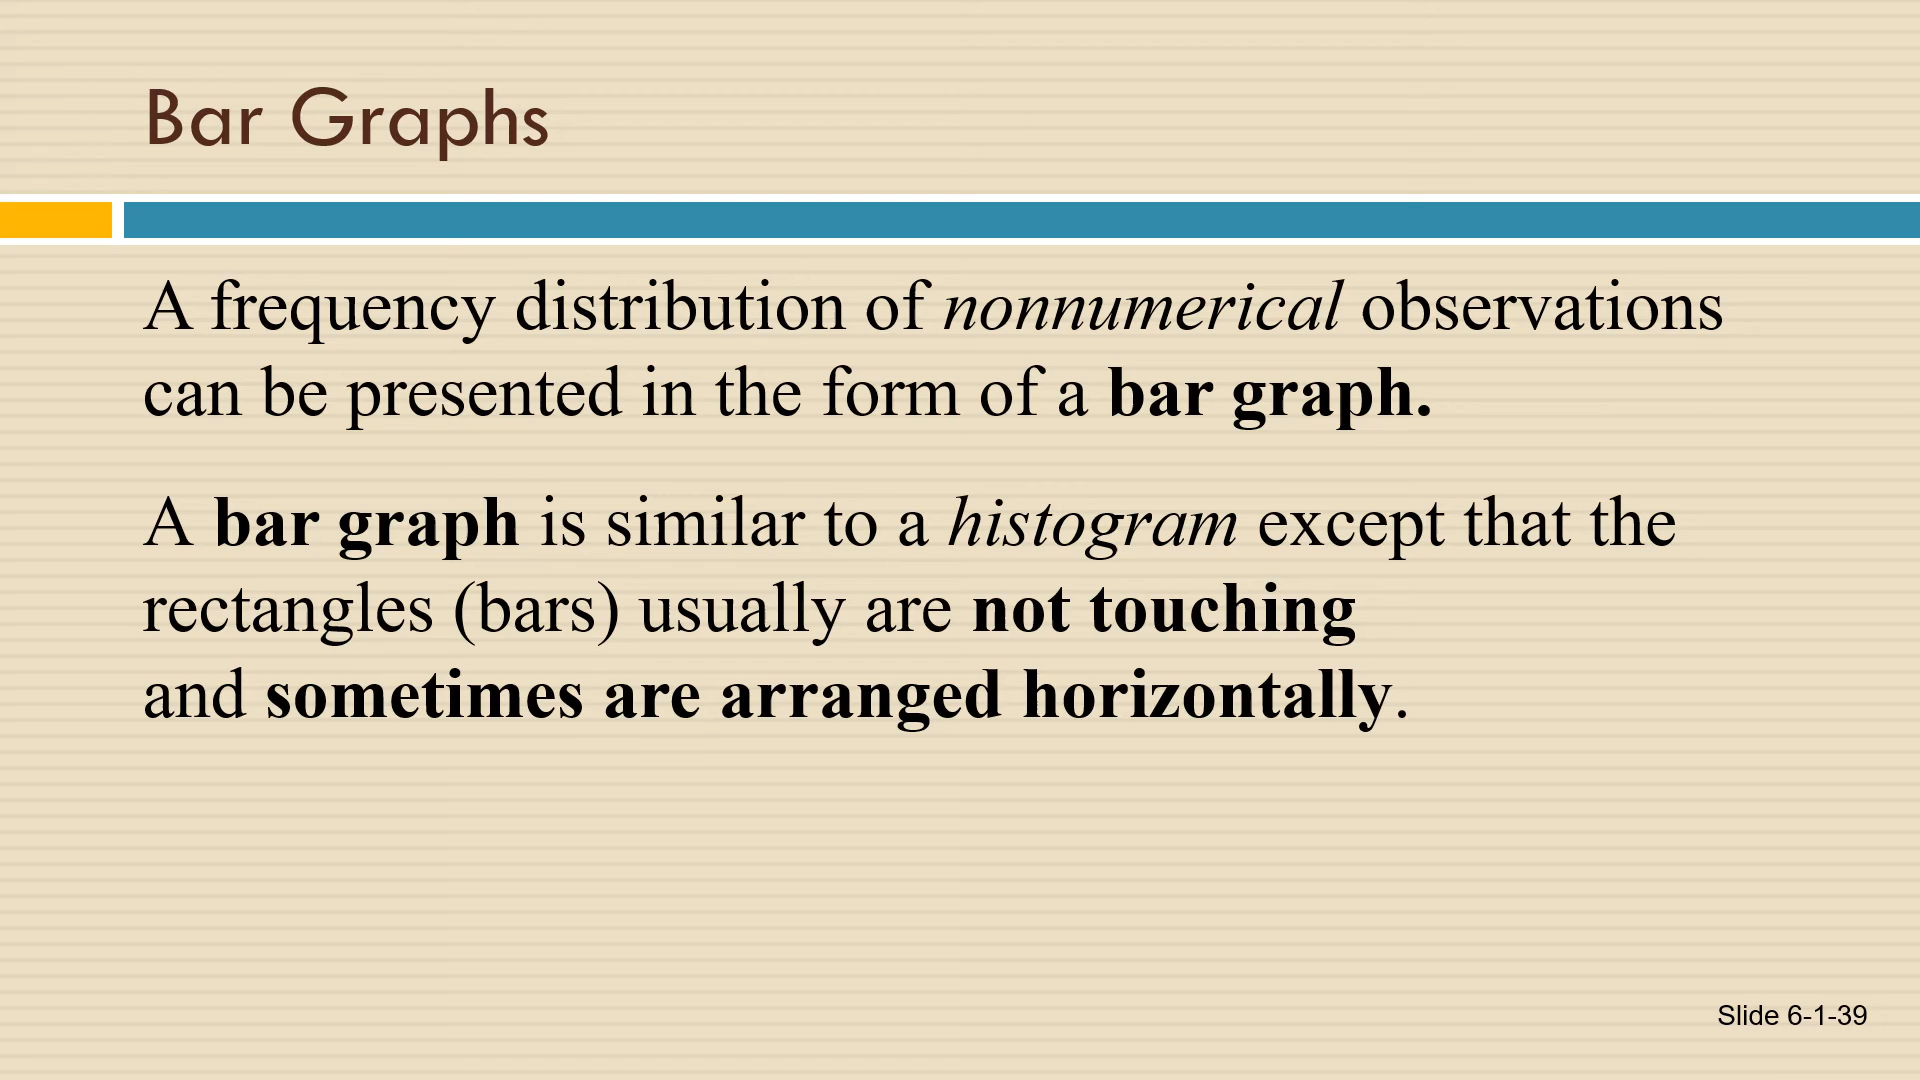 Bar Graphs
A frequency distribution of nonnumerical observations
can be presented in the form of a bar graph.
A bar graph is similar to a histogram except that the
rectangles (bars) usually are not touching
and sometimes are arranged horizontally.
Slide 6-1-39